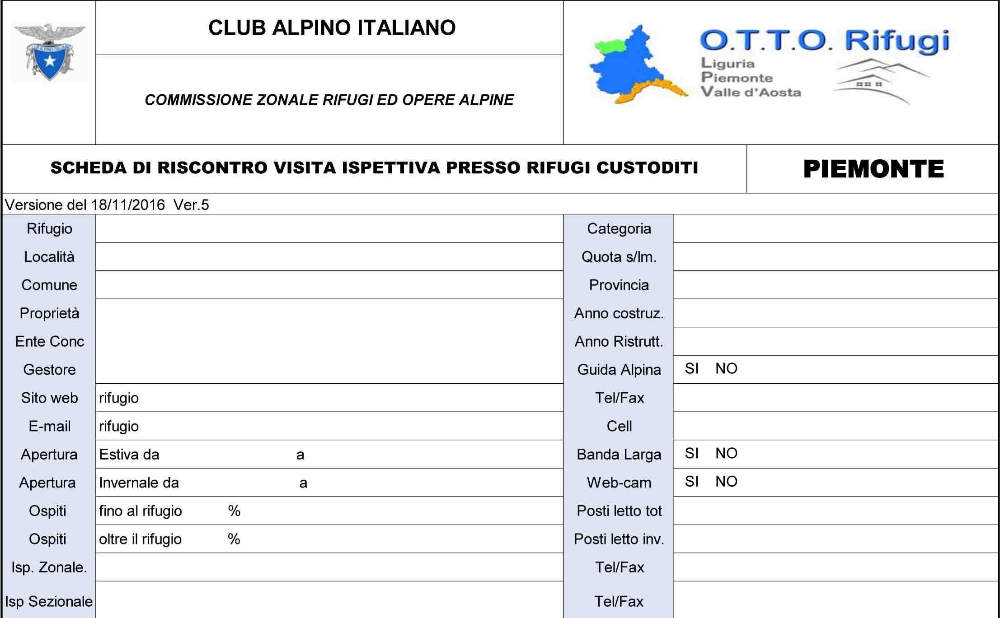 CLUB ALPINO ITALIANO
CLUB ALPINO ITALIANO
COMMISSIONE ZONALE RIFUGI ED OPERE ALPINE
O.T.T.O. Rifugi
Liguria
Piemonte
Valle d'Aosta
SCHEDA DI RISCONTRO VISITA ISPETTIVA PRESSO RIFUGI CUSTODITI PIEMONTE
Versione del 18/11/2016 Ver.5
Rifugio Categoria
Località Quota s/lm.
Comune Provincia
Proprietà Anno costruz.
Ente Conc Anno Ristrutt.
Gestore Guida Alpina SI NO
Sito web rifugio Tel/Fax
E-mail rifugio Cell
Apertura Estiva da a Banda Larga SI NO
Apertura Invernale da a Web-cam SI NO
Ospiti fino al rifugio % Posti letto tot
Ospiti oltre il rifugio % Posti letto inv.
Isp. Zonale. Tel/Fax
Isp Sezionale Tel/Fax